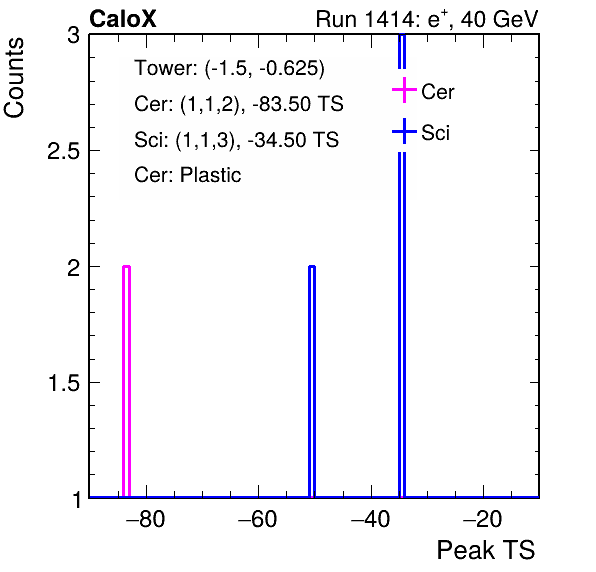 CaloX Run 1414: e⁺, 40 GeV
Counts
3
2.5
2
1.5
1
Tower: (-1.5, -0.625)
Cer: (1,1,2), -83.50 TS
Sci: (1,1,3), -34.50 TS
Cer: Plastic
Cer
Sci
−80 −60 −40 −20
Peak TS